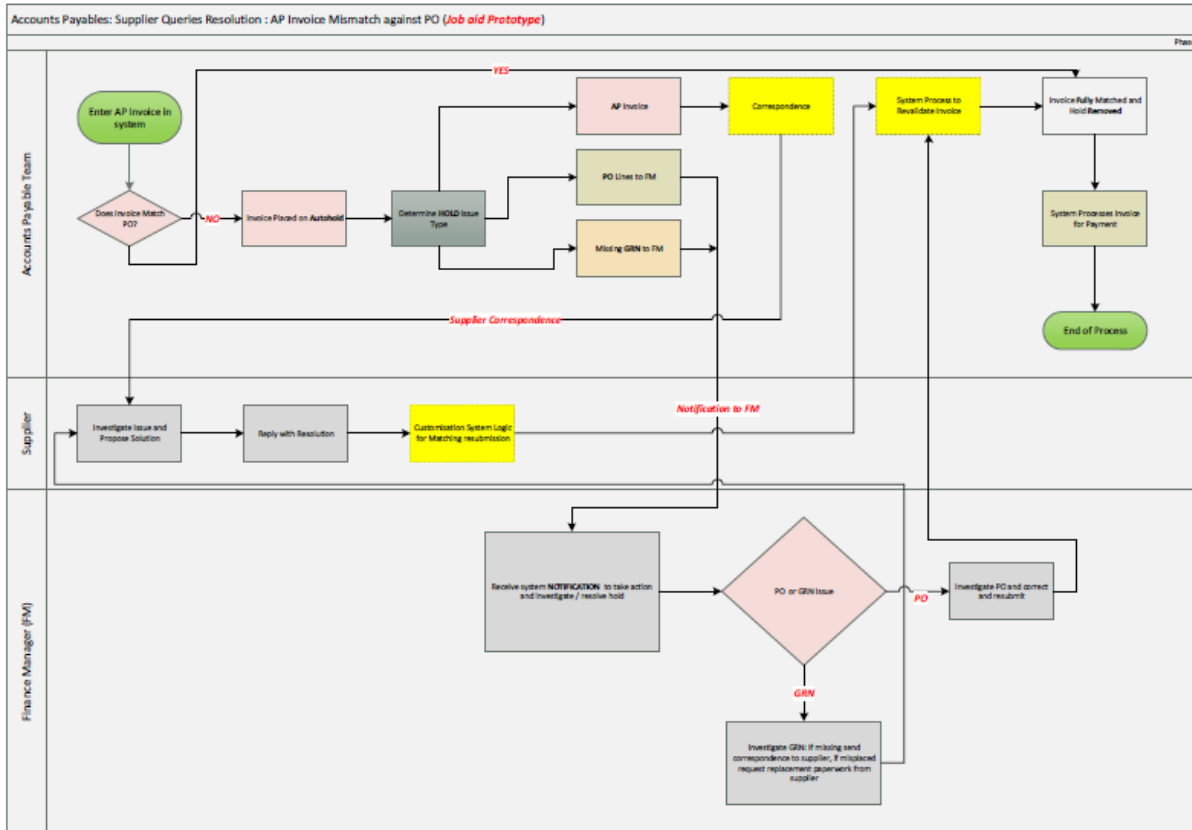 Accounts Payables: Supplier Queries Resolution : AP Invoice Mismatch against PO (Job aid Prototype)
Phase
Accounts Payable Team
YES
Enter AP Invoice in
system
AP Invoice
Correspondence
System Process to
Revalidate Invoice
Invoice Fully Matched and
Hold Removed
Does Invoice Match
PO?
NO
Invoice Placed on Autohold
Determine HOLD Issue
Type
PO Lines to FM
Missing GRN to FM
System Processes Invoice
for Payment
Supplier Correspondence
End of Process
Supplier
Investigate Issue and
Propose Solution
Reply with Resolution
Customisation System Logic
for Matching resubmission
Notification to FM
Finance Manager (FM)
Receive system NOTIFICATION to take action
and investigate / resolve hold
PO or GRN Issue
PO
Investigate PO and correct
and resubmit
GRN
Investigate GRN: If missing send
correspondence to supplier, if misplaced
request replacement paperwork from
supplier